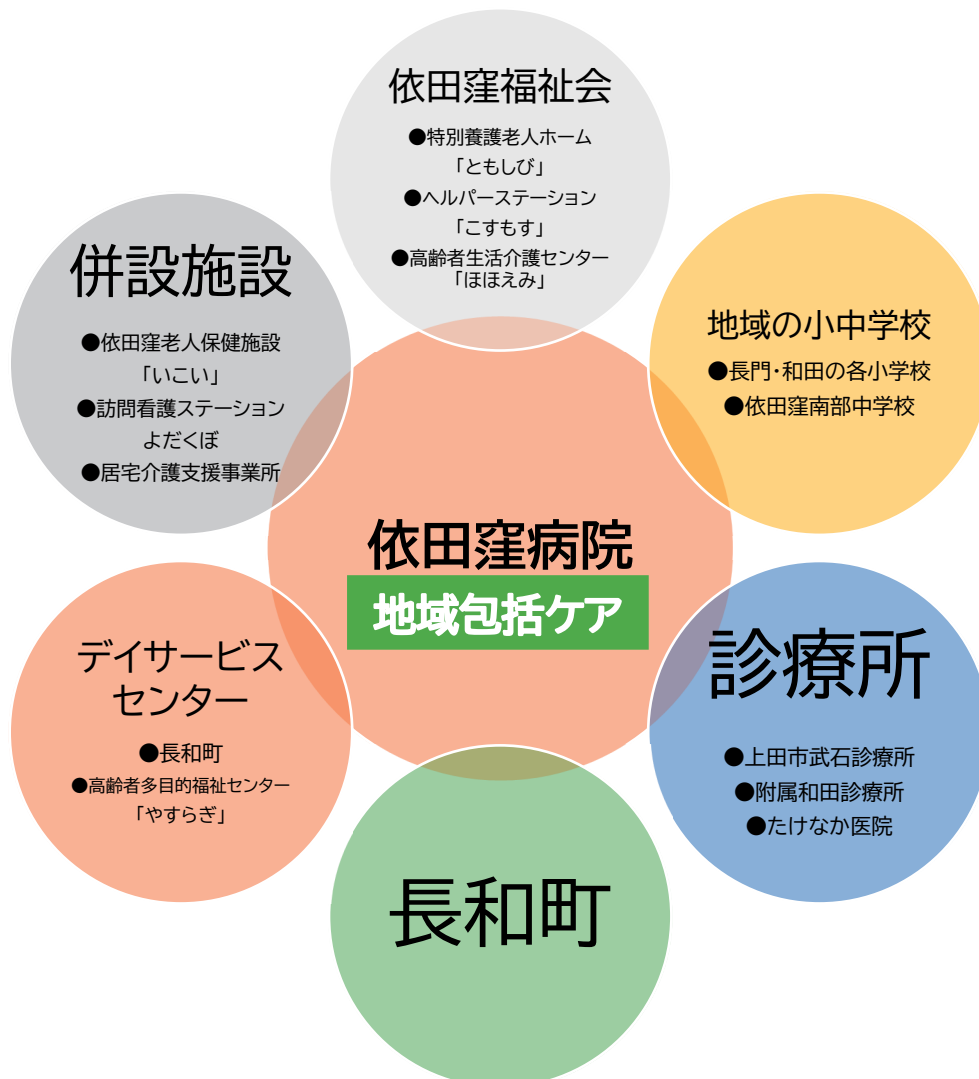 依田窪福祉会
●特別養護老人ホーム
「ともしび」
●ヘルパーステーション
「こすもす」
●高齢者生活介護センター
「ほほえみ」
併設施設
●依田窪老人保健施設
「いこい」
●訪問看護ステーション
よだくぼ
●居宅介護支援事業所
地域の小中学校
●長門・和田の各小学校
●依田窪南部中学校
依田窪病院
地域包括ケア
デイサービス
センター
●長和町
●高齢者多目的福祉センター
「やすらぎ」
診療所
●上田市武石診療所
●附属和田診療所
●たけなか医院
長和町